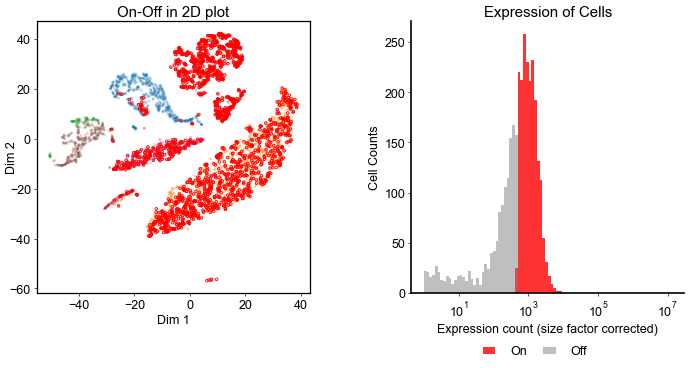 On-Off in 2D plot
40
20
0
−20
−40
−60
Dim 2
−40 −20 0 20 40
Dim 1
Expression of Cells
250
200
150
100
50
0
Cell Counts
10^1 10^3 10^5 10^7
Expression count (size factor corrected)
On Off